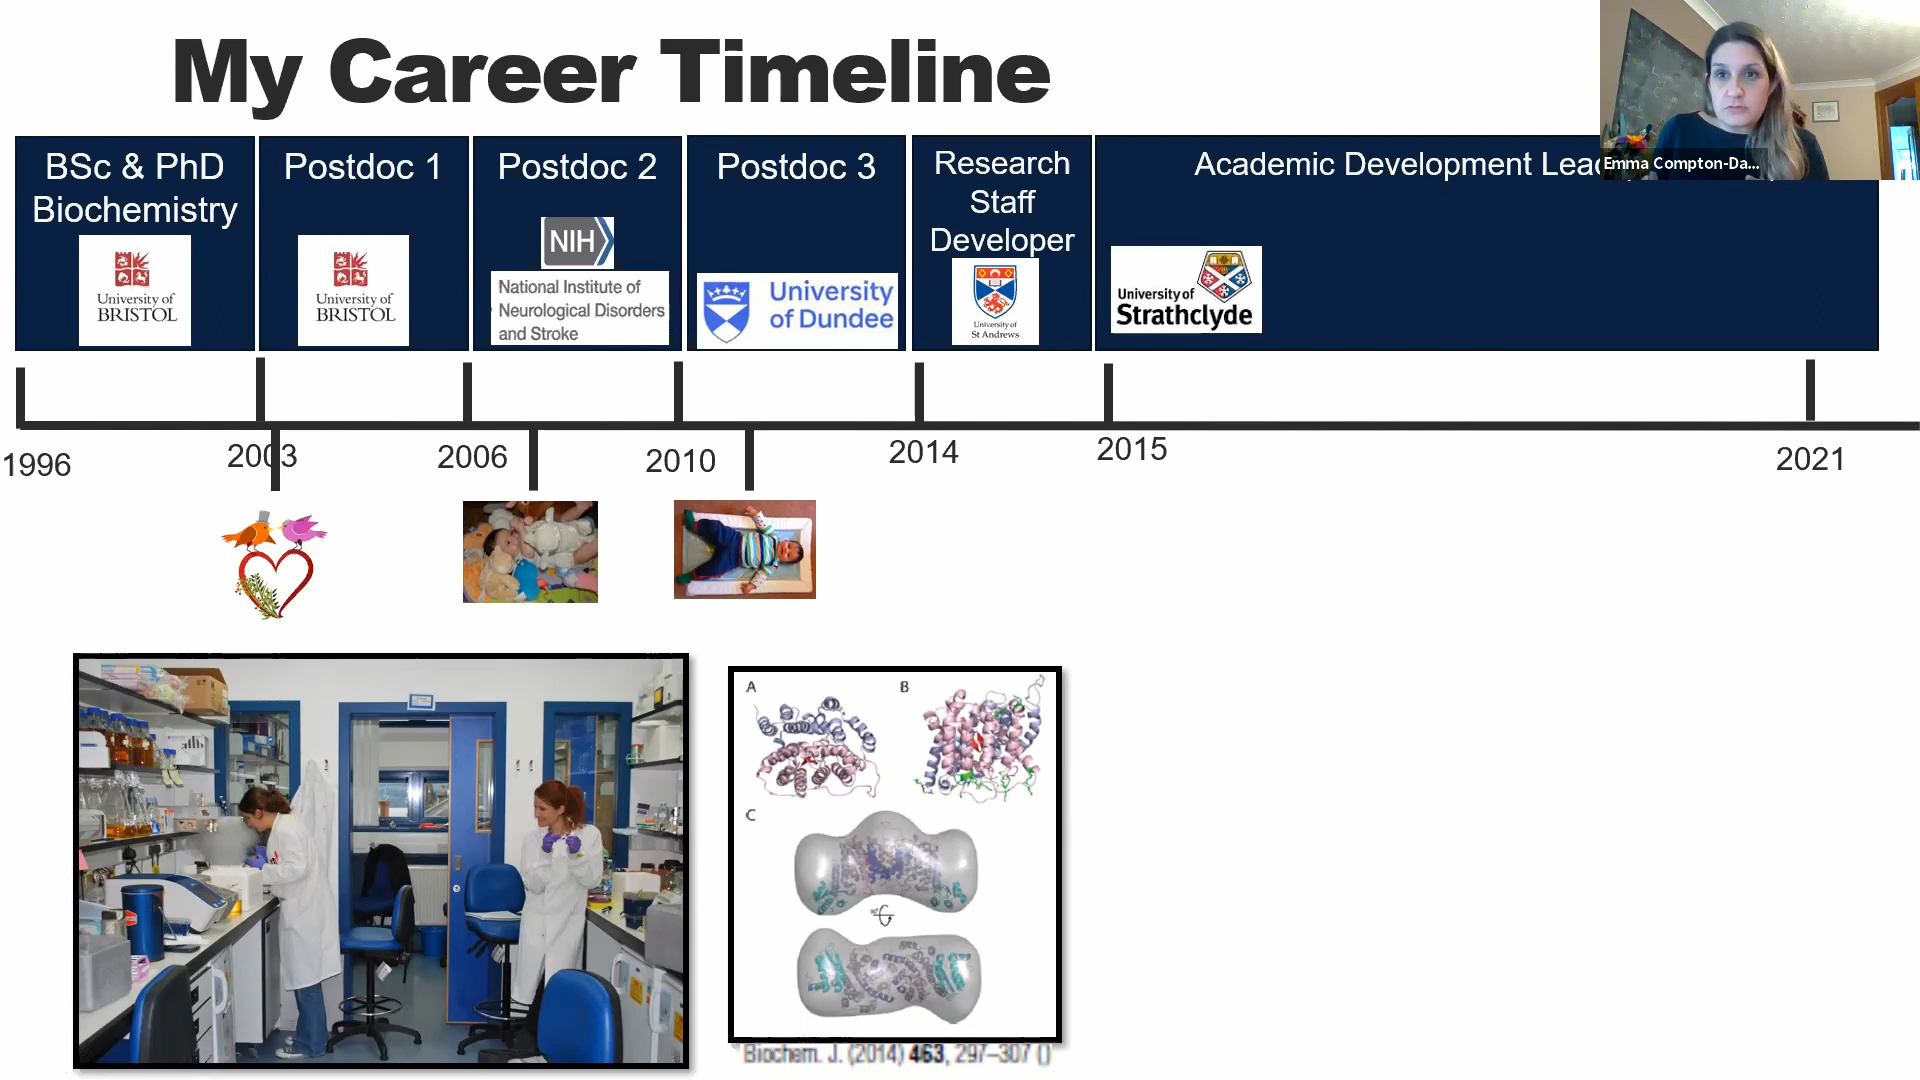 My Career Timeline
BSc & PhD
Biochemistry
University of
BRISTOL
Postdoc 1
University of
BRISTOL
Postdoc 2
NIH
National Institute of
Neurological Disorders
and Stroke
Postdoc 3
University
of Dundee
Research
Staff
Developer
University of
St Andrews
Academic Development Lead
University of
Strathclyde
Emma Compton-Da...
1996
2003
2006
2010
2014
2015
2021
A
B
C
Biochem. J. (2014) 463, 297–307 ()